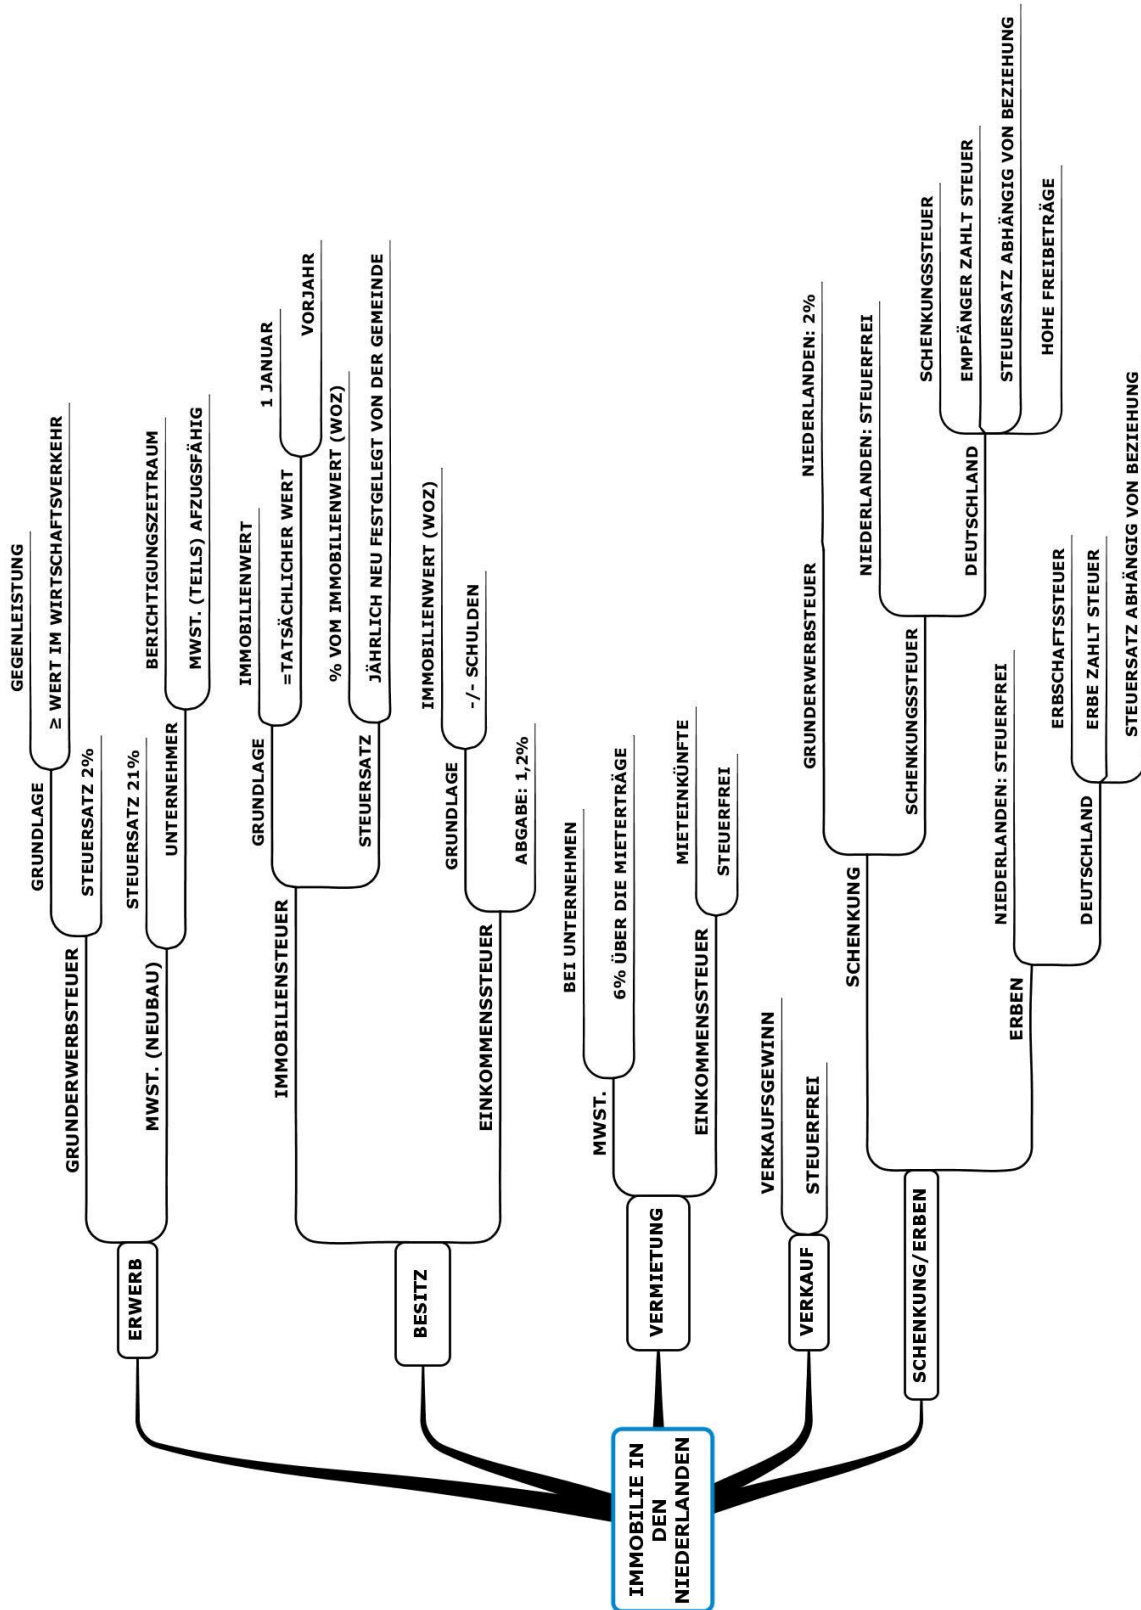 IMMOBILIE IN
DEN
NIEDERLANDEN
ERWERB
GRUNDERWERBSTEUER
GRUNDLAGE
GEGENLEISTUNG
≥ WERT IM WIRTSCHAFTSVERKEHR
STEUERSATZ 2%
MWST. (NEUBAU)
STEUERSATZ 21%
UNTERNEHMER
BERICHTIGUNGSZEITRAUM
MWST. (TEILS) AFZUGSFÄHIG
BESITZ
IMMOBILIENSTEUER
GRUNDLAGE
IMMOBILIENWERT
=TATSÄCHLICHER WERT
1 JANUAR
VORJAHR
STEUERSATZ
% VOM IMMOBILIENWERT (WOZ)
JÄHRLICH NEU FESTGELEGT VON DER GEMEINDE
EINKOMMENSSTEUER
GRUNDLAGE
IMMOBILIENWERT (WOZ)
-/- SCHULDEN
ABGABE: 1,2%
VERMIETUNG
MWST.
BEI UNTERNEHMEN
6% ÜBER DIE MIETERTRÄGE
EINKOMMENSSTEUER
MIETEINKÜNFTE
STEUERFREI
VERKAUF
VERKAUFSGEWINN
STEUERFREI
SCHENKUNG/ERBEN
SCHENKUNG
GRUNDERWERBSTEUER
NIEDERLANDEN: 2%
SCHENKUNGSSTEUER
NIEDERLANDEN: STEUERFREI
DEUTSCHLAND
SCHENKUNGSSTEUER
EMPFÄNGER ZAHLT STEUER
STEUERSATZ ABHÄNGIG VON BEZIEHUNG
HOHE FREIBETRÄGE
ERBEN
NIEDERLANDEN: STEUERFREI
DEUTSCHLAND
ERBSCHAFTSSTEUER
ERBE ZAHLT STEUER
STEUERSATZ ABHÄNGIG VON BEZIEHUNG